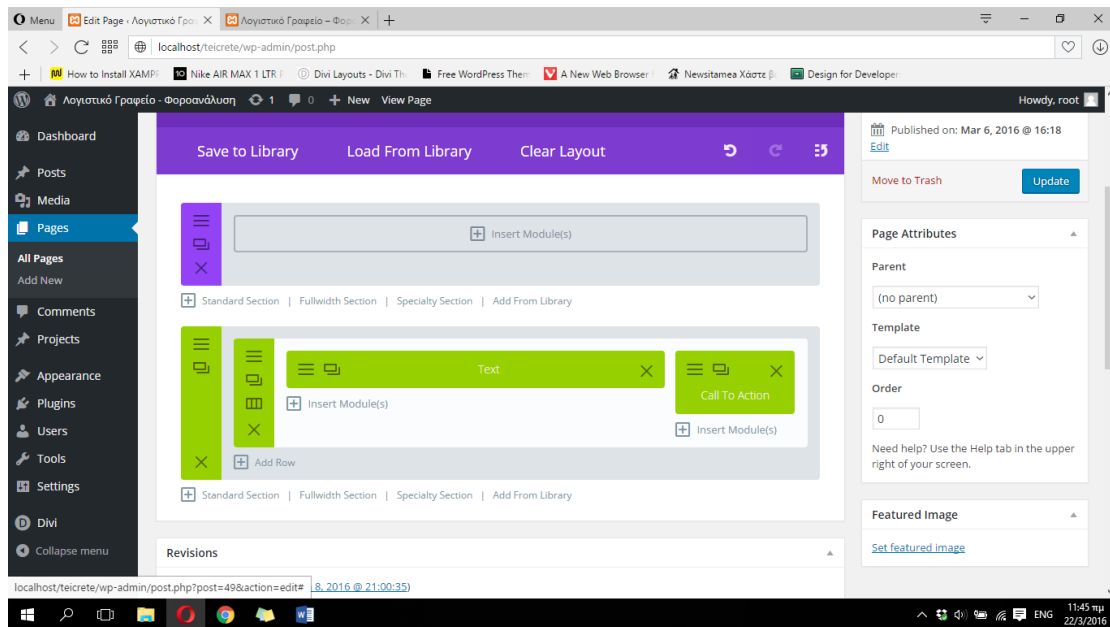 Menu
Edit Page ‹ Λογιστικό Γρα
Λογιστικό Γραφείο – Φορο
localhost/teicrete/wp-admin/post.php
How to Install XAMPP
Nike AIR MAX 1 LTR
Divi Layouts - Divi Th
Free WordPress Them
A New Web Browser
Newsitamea Χάστε β
Design for Developer
Λογιστικό Γραφείο - Φοροανάλυση
1
0
New
View Page
Howdy, root
Dashboard
Posts
Media
Pages
All Pages
Add New
Comments
Projects
Appearance
Plugins
Users
Tools
Settings
Divi
Collapse menu
Save to Library
Load From Library
Clear Layout
Insert Module(s)
Standard Section | Fullwidth Section | Specialty Section | Add From Library
Text
Insert Module(s)
Call To Action
Insert Module(s)
Add Row
Standard Section | Fullwidth Section | Specialty Section | Add From Library
Revisions
8, 2016 @ 21:00:35)
Published on: Mar 6, 2016 @ 16:18
Edit
Move to Trash
Update
Page Attributes
Parent
(no parent)
Template
Default Template
Order
0
Need help? Use the Help tab in the upper
right of your screen.
Featured Image
Set featured image
localhost/teicrete/wp-admin/post.php?post=49&action=edit#
ENG
11:45 πμ
22/3/2016